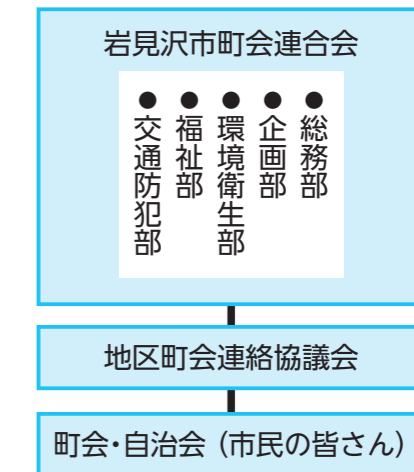 岩見沢市町会連合会
●総務部
●企画部
●環境衛生部
●福祉部
●交通防犯部
地区町会連絡協議会
町会・自治会（市民の皆さん）